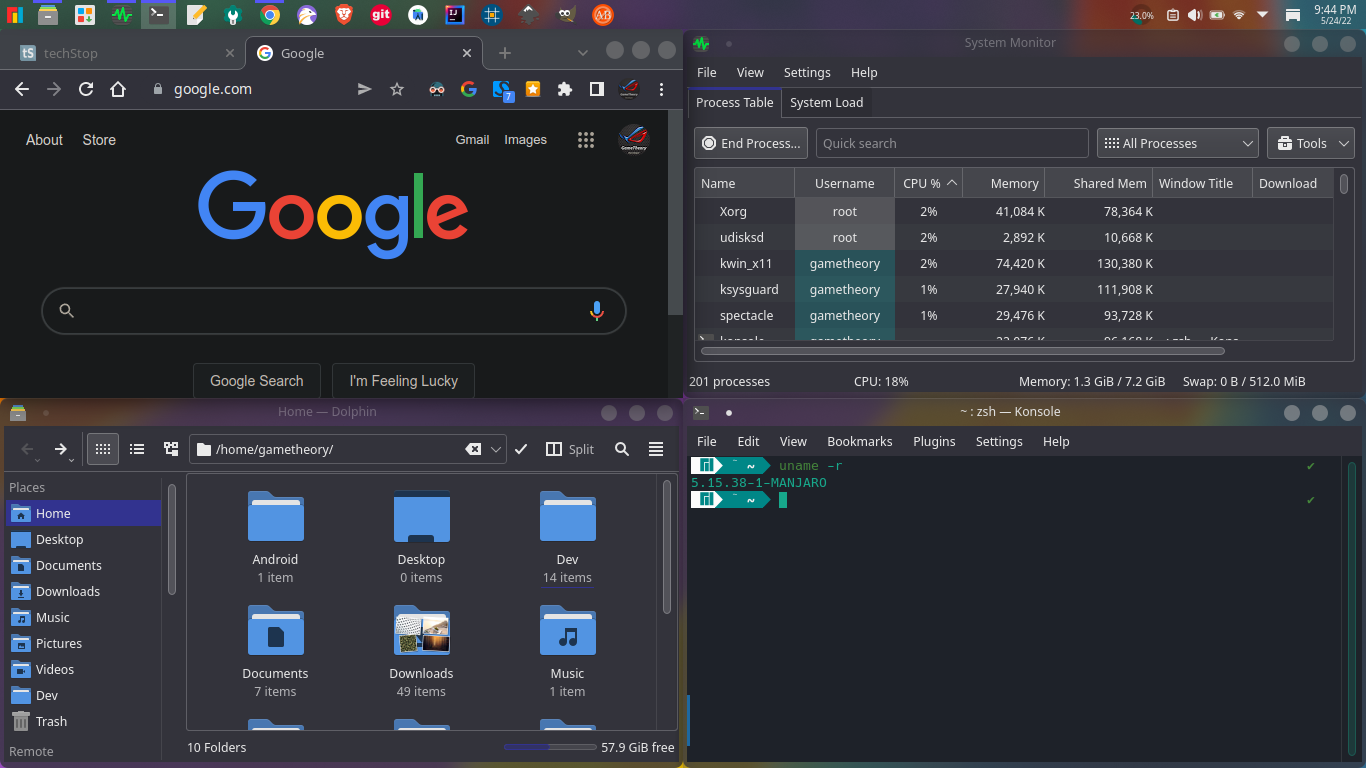 git
23.0%
9:44 PM
5/24/22
tS techStop
Google
google.com
7
About Store
Gmail Images
GameTheory
Google
Google Search I'm Feeling Lucky
System Monitor
File View Settings Help
Process Table System Load
End Process... Quick search All Processes Tools
Name Username CPU % Memory Shared Mem Window Title Download
Xorg root 2% 41,084 K 78,364 K
udisksd root 2% 2,892 K 10,668 K
kwin_x11 gametheory 2% 74,420 K 130,380 K
ksysguard gametheory 1% 27,940 K 111,908 K
spectacle gametheory 1% 29,476 K 93,728 K
201 processes CPU: 18% Memory: 1.3 GiB / 7.2 GiB Swap: 0 B / 512.0 MiB
Home — Dolphin
/home/gametheory/ Split
Places
Home
Desktop
Documents
Downloads
Music
Pictures
Videos
Dev
Trash
Remote
Android
1 item
Desktop
0 items
Dev
14 items
Documents
7 items
Downloads
49 items
Music
1 item
10 Folders 57.9 GiB free
~ : zsh — Konsole
File Edit View Bookmarks Plugins Settings Help
~ uname -r ✔
5.15.38-1-MANJARO
~ ✔